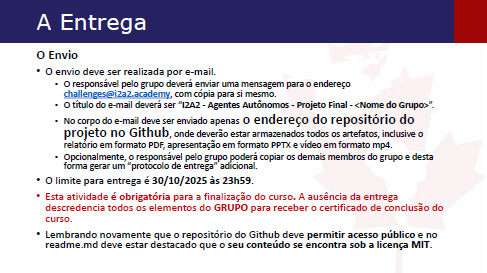 A Entrega
O Envio
• O envio deve ser realizada por e-mail.
• O responsável pelo grupo deverá enviar uma mensagem para o endereço
challenges@i2a2.academy, com cópia para si mesmo.
• O título do e-mail deverá ser “I2A2 - Agentes Autônomos - Projeto Final - <Nome do Grupo>”.
• No corpo do e-mail deve ser enviado apenas o endereço do repositório do
projeto no Github, onde deverão estar armazenados todos os artefatos, inclusive o
relatório em formato PDF, apresentação em formato PPTX e vídeo em formato mp4.
• Opcionalmente, o responsável pelo grupo poderá copiar os demais membros do grupo e desta
forma gerar um “protocolo de entrega” adicional.
• O limite para entrega é 30/10/2025 às 23h59.
• Esta atividade é obrigatória para a finalização do curso. A ausência da entrega
descredencia todos os elementos do GRUPO para receber o certificado de conclusão do
curso.
• Lembrando novamente que o repositório do Github deve permitir acesso público e no
readme.md deve estar destacado que o seu conteúdo se encontra sob a licença MIT.